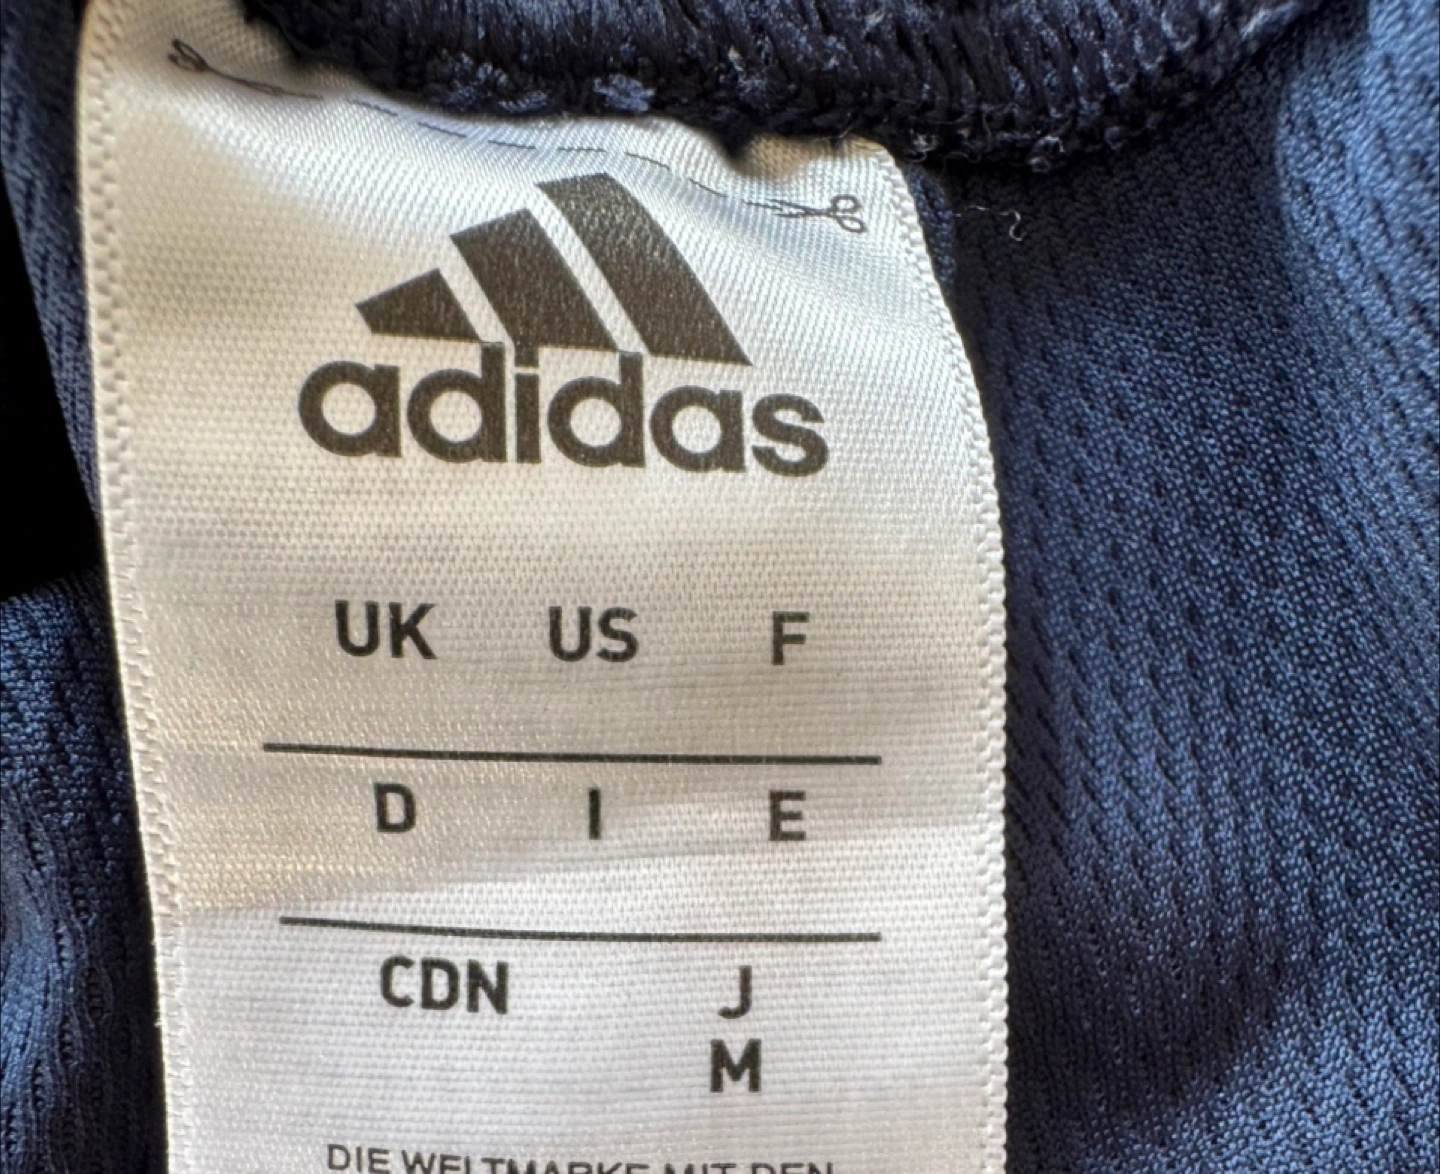 adidas
UK US F
D I E
CDN J
M
DIE WELTMARKE MIT DEN